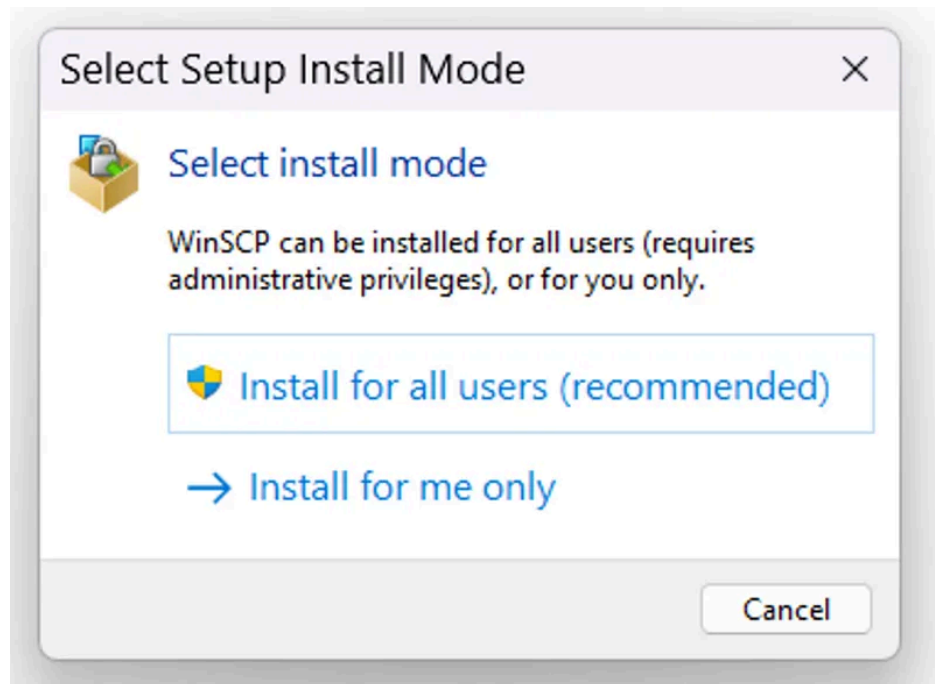 Select Setup Install Mode
Select install mode
WinSCP can be installed for all users (requires
administrative privileges), or for you only.
Install for all users (recommended)
Install for me only
Cancel